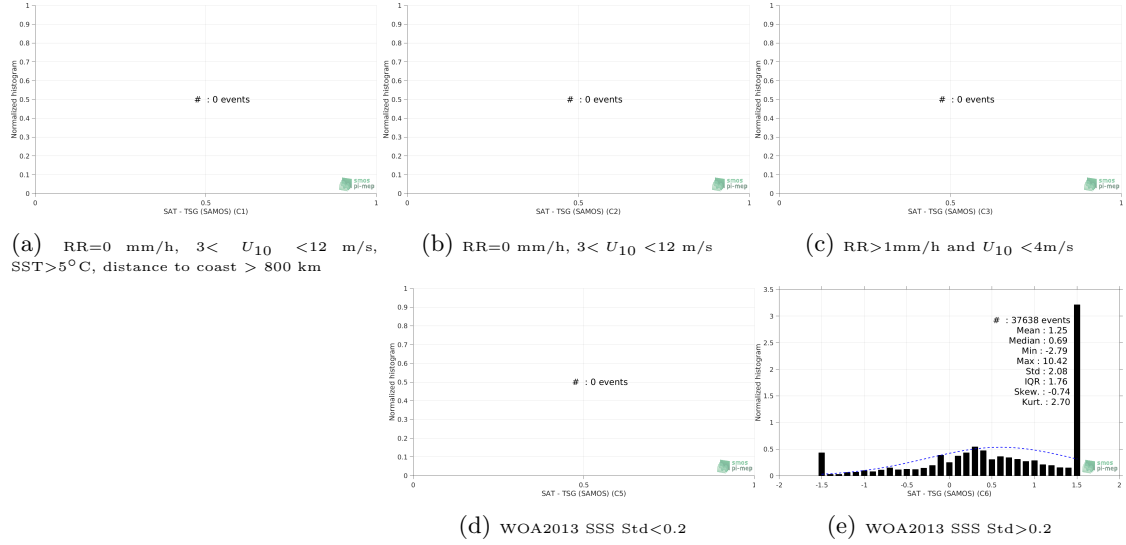 1
0.9
0.8
0.7
0.6
0.5
0.4
0.3
0.2
0.1
0
Normalized histogram
# : 0 events
smos
pi-mep
0 0.5 1
SAT - TSG (SAMOS) (C1)
(a) RR=0 mm/h, 3< U10 <12 m/s,
SST>5°C, distance to coast > 800 km
1
0.9
0.8
0.7
0.6
0.5
0.4
0.3
0.2
0.1
0
Normalized histogram
# : 0 events
smos
pi-mep
0 0.5 1
SAT - TSG (SAMOS) (C2)
(b) RR=0 mm/h, 3< U10 <12 m/s
1
0.9
0.8
0.7
0.6
0.5
0.4
0.3
0.2
0.1
0
Normalized histogram
# : 0 events
smos
pi-mep
0 0.5 1
SAT - TSG (SAMOS) (C3)
(c) RR>1mm/h and U10 <4m/s
1
0.9
0.8
0.7
0.6
0.5
0.4
0.3
0.2
0.1
0
Normalized histogram
# : 0 events
smos
pi-mep
0 0.5 1
SAT - TSG (SAMOS) (C5)
(d) WOA2013 SSS Std<0.2
3.5
3
2.5
2
1.5
1
0.5
0
Normalized histogram
# : 37638 events
Mean : 1.25
Median : 0.69
Min : -2.79
Max : 10.42
Std : 2.08
IQR : 1.76
Skew. : -0.74
Kurt. : 2.70
smos
pi-mep
-2 -1.5 -1 -0.5 0 0.5 1 1.5 2
SAT - TSG (SAMOS) (C6)
(e) WOA2013 SSS Std>0.2